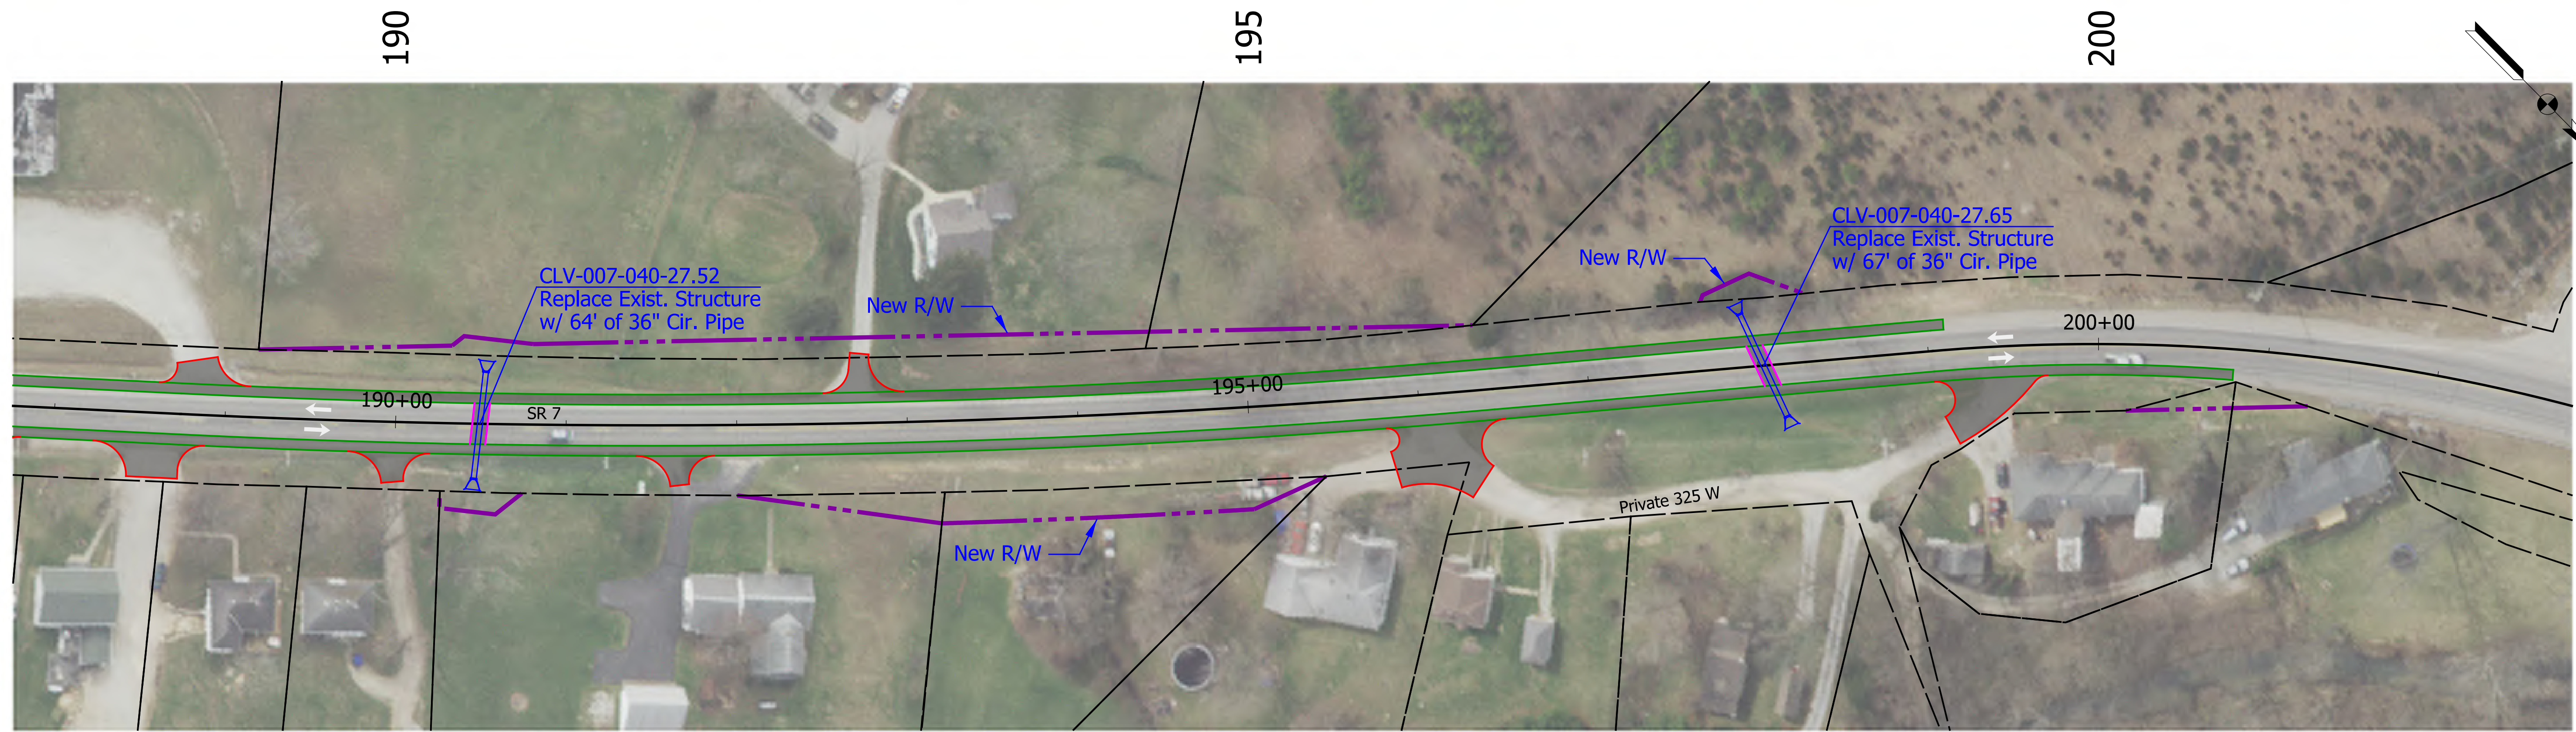 190
195
200
CLV-007-040-27.52
Replace Exist. Structure
w/ 64' of 36" Cir. Pipe
New R/W
New R/W
CLV-007-040-27.65
Replace Exist. Structure
w/ 67' of 36" Cir. Pipe
190+00
SR 7
195+00
200+00
New R/W
Private 325 W